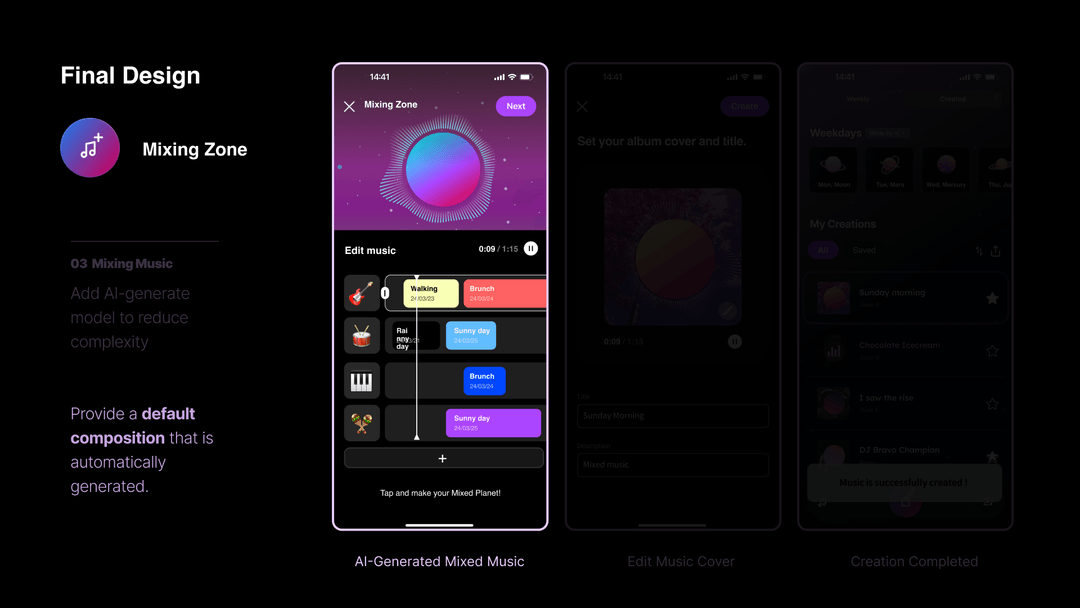 Final Design
Mixing Zone
03 Mixing Music
Add AI-generate
model to reduce
complexity
Provide a default
composition that is
automatically
generated.
14:41
Mixing Zone
Next
Edit music
0:09 / 1:15
Walking
24/03/23
Brunch
24/03/24
Rai
nny
day
Sunny day
24/03/25
Brunch
24/03/24
Sunny day
24/03/25
+
Tap and make your Mixed Planet!
AI-Generated Mixed Music
14:41
Create
Set your album cover and title.
0:09 / 1:15
Title
Sunday Morning
Description
Mixed music
Edit Music Cover
14:41
Weekly
Created
Weekdays
Mon, Moon
Tue, Mars
Wed, Mercury
Thu, Ju
My Creations
All
Saved
Sunday morning
Chocolate Icecream
I saw the rise
DJ Bravo Champion
Music is successfully created !
Creation Completed